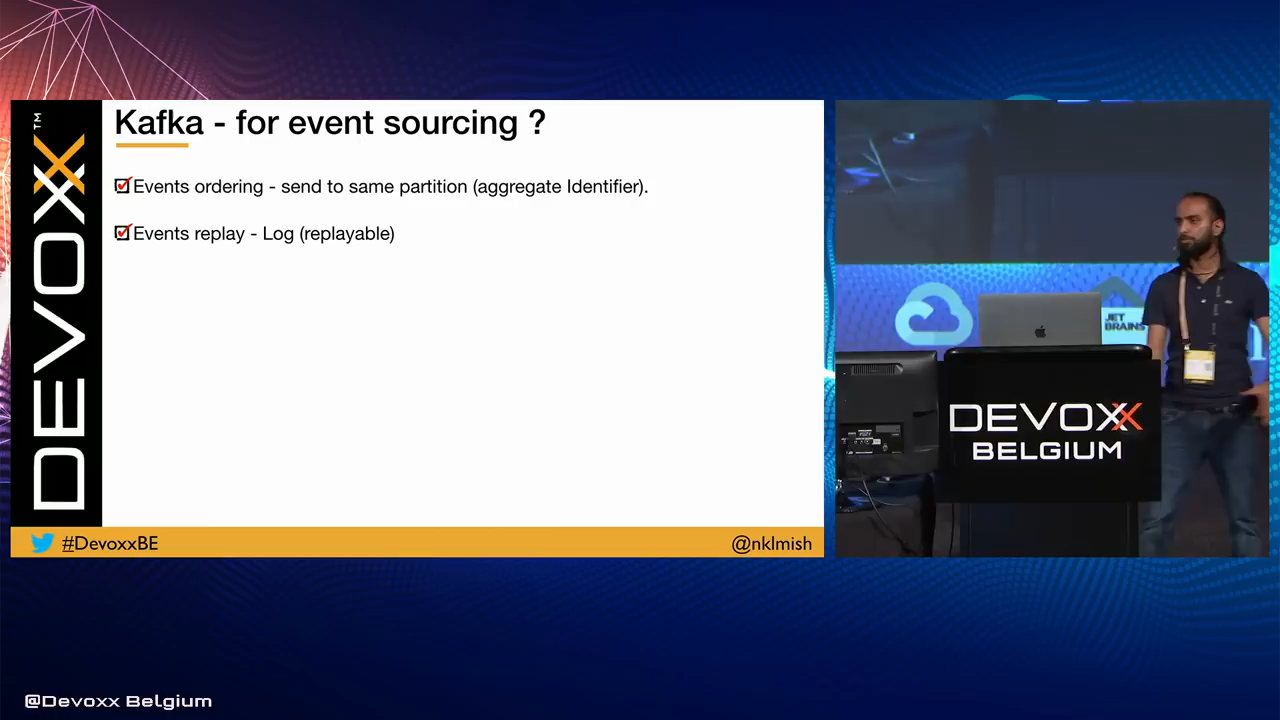 DEVOXX™
Kafka - for event sourcing ?
Events ordering - send to same partition (aggregate Identifier).
Events replay - Log (replayable)
#DevoxxBE
@nklmish
JET
BRAINS
DEVOXX
BELGIUM
@Devoxx Belgium